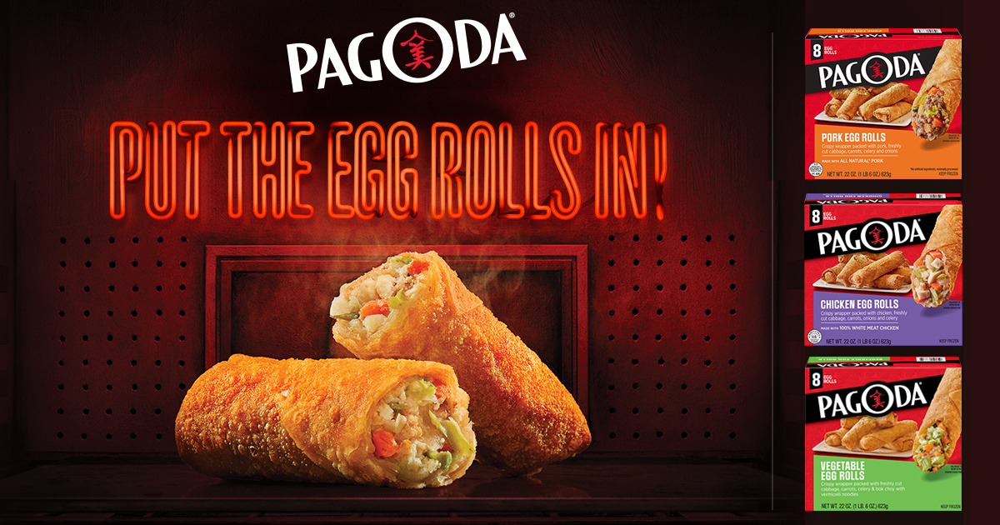 PAGODA®
PUT THE EGG ROLLS IN!
8 EGG ROLLS
PAGODA
PORK EGG ROLLS
Crispy wrapper packed with pork, freshly
cut cabbage, carrots, celery and onions
MADE WITH ALL NATURAL* PORK
*No artificial ingredients, minimally processed.
NET WT. 22 OZ. (1 LB 6 OZ.) 623g
KEEP FROZEN
8 EGG ROLLS
PAGODA
CHICKEN EGG ROLLS
Crispy wrapper packed with chicken, freshly
cut cabbage, carrots, onions and celery
MADE WITH 100% WHITE MEAT CHICKEN
NET WT. 22 OZ. (1 LB 6 OZ.) 623g
KEEP FROZEN
8 EGG ROLLS
PAGODA
VEGETABLE
EGG ROLLS
Crispy wrapper packed with freshly cut
cabbage, carrots, celery & bok choy with
vermicelli noodles
NET WT. 22 OZ. (1 LB. 6 OZ.) 623g
KEEP FROZEN